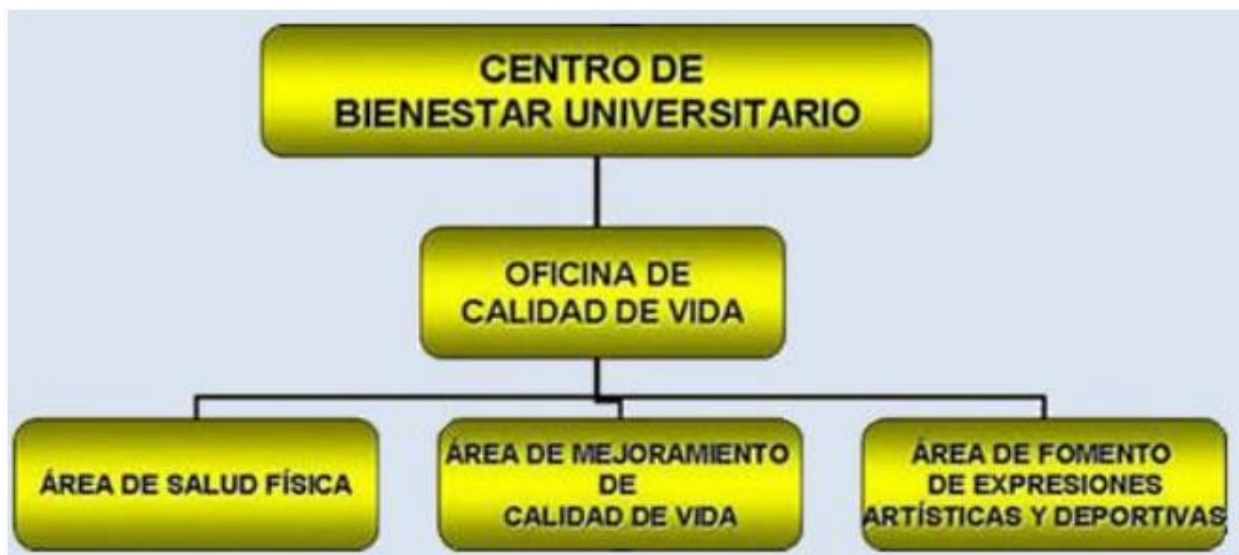 CENTRO DE
BIENESTAR UNIVERSITARIO
OFICINA DE
CALIDAD DE VIDA
ÁREA DE SALUD FÍSICA
ÁREA DE MEJORAMIENTO
DE
CALIDAD DE VIDA
ÁREA DE FOMENTO
DE EXPRESIONES
ARTÍSTICAS Y DEPORTIVAS